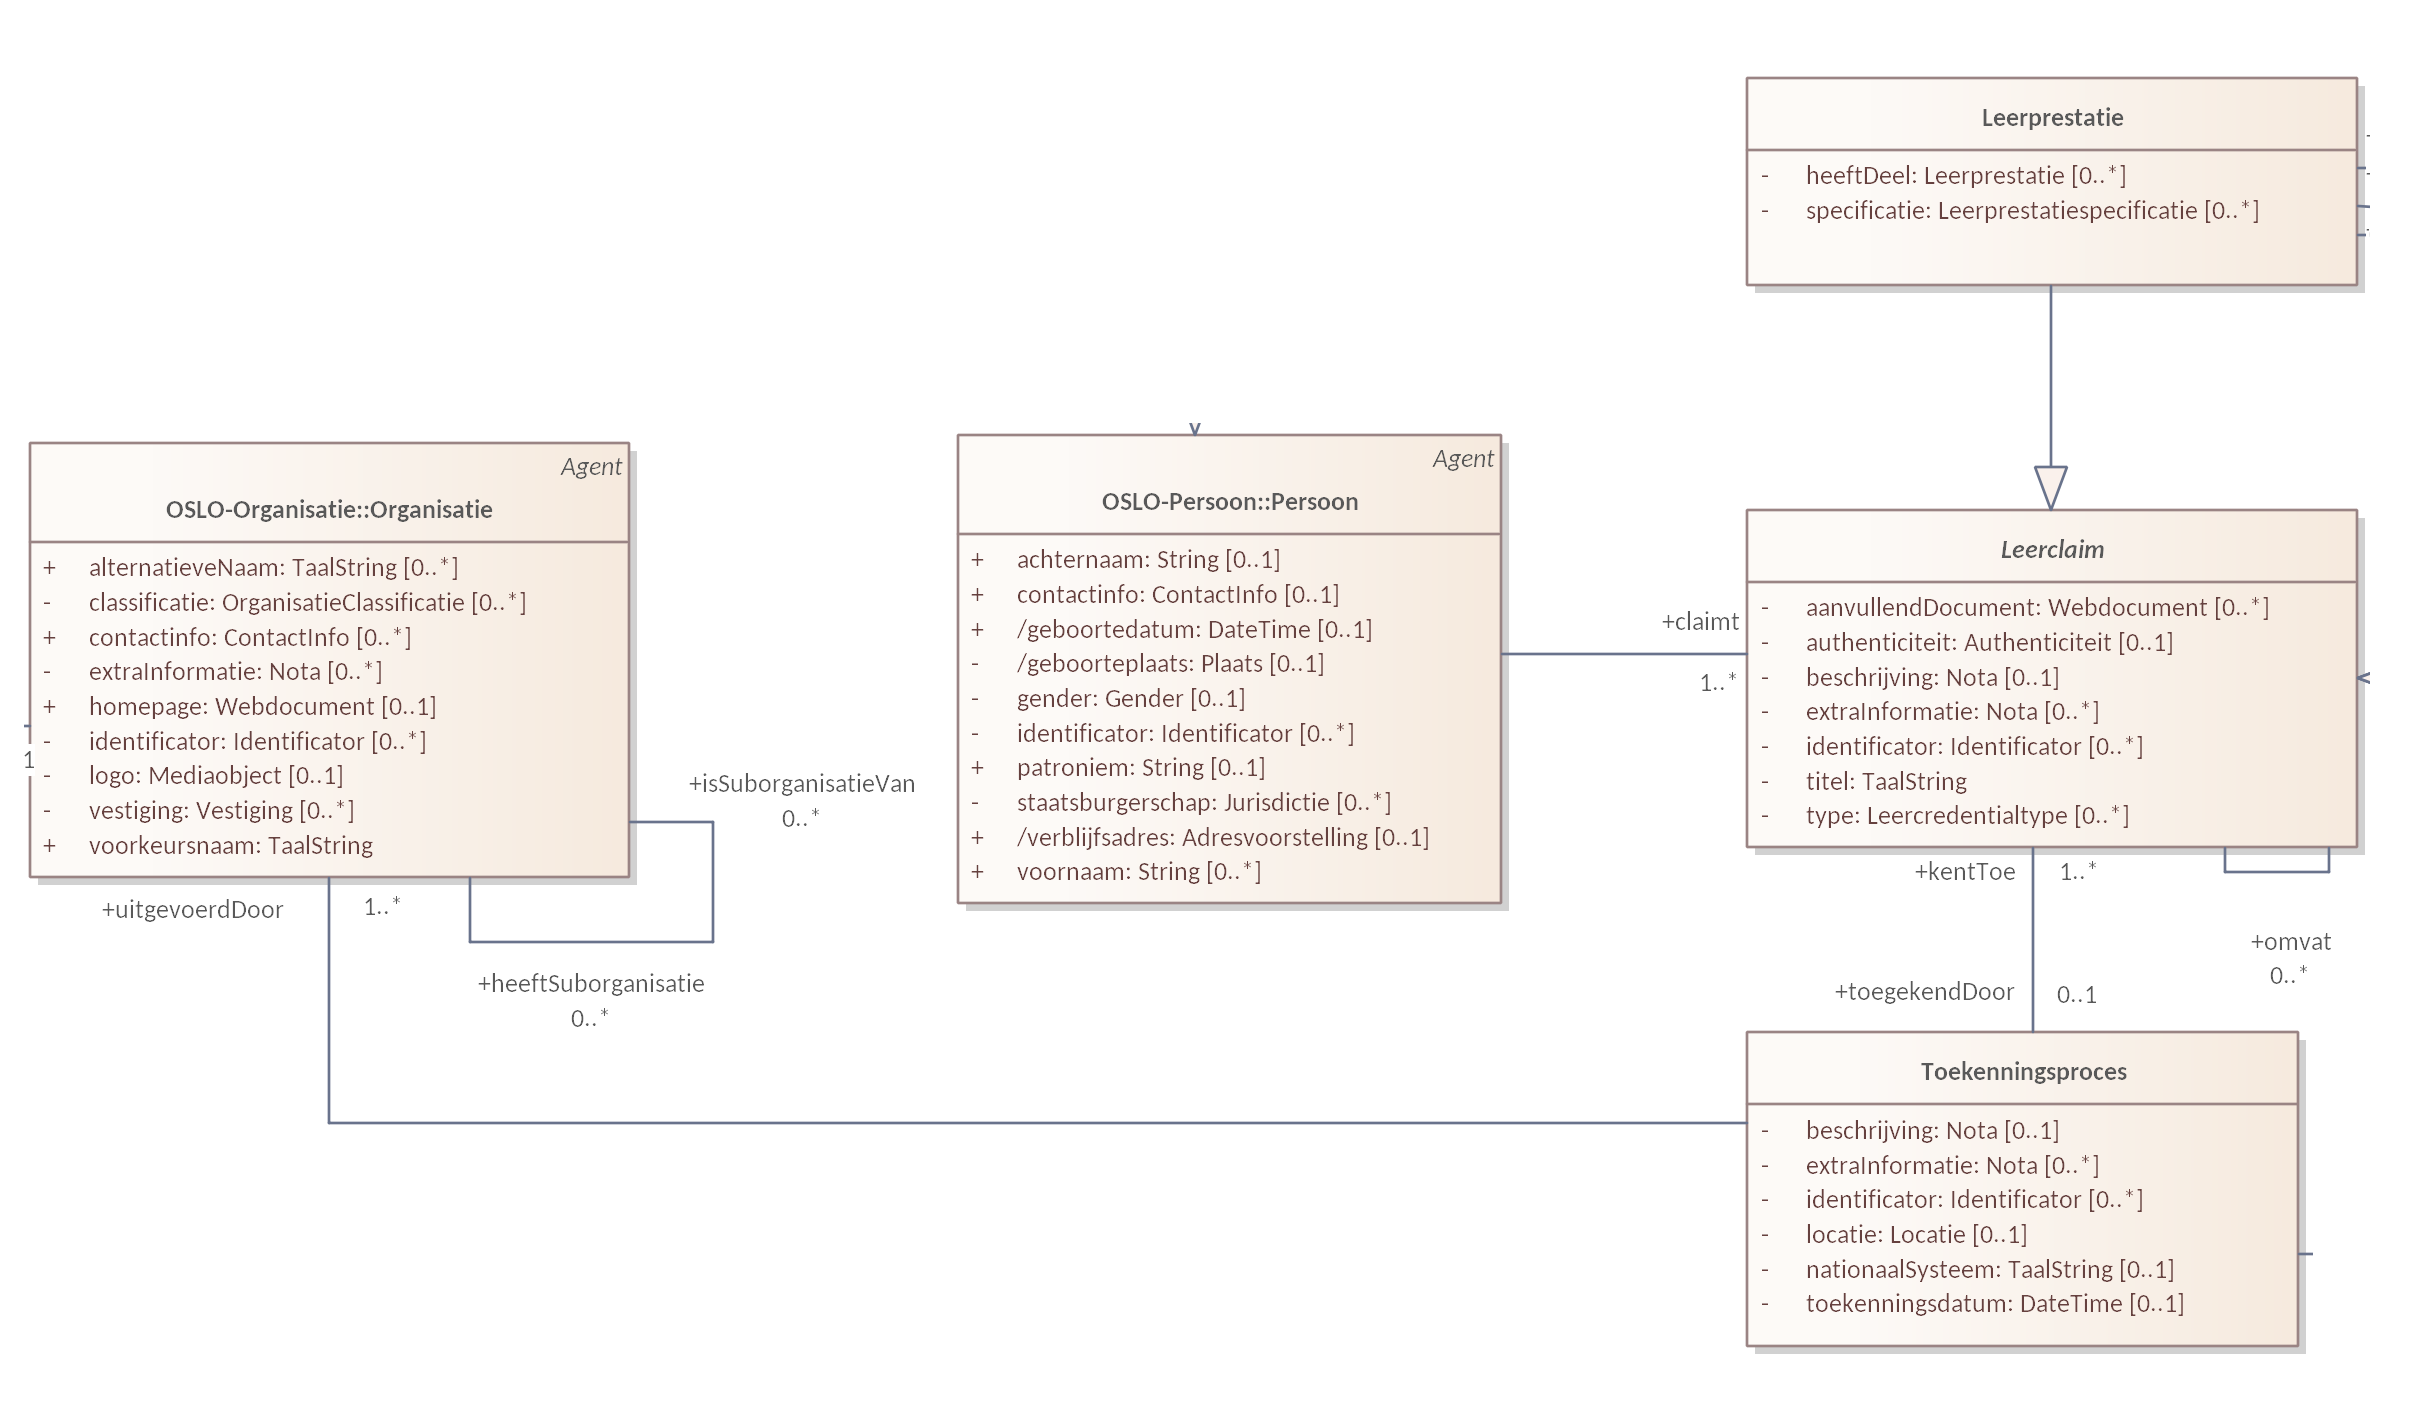 Leerprestatie
- heeftDeel: Leerprestatie [0..*]
- specificatie: Leerprestatiespecificatie [0..*]
Agent
OSLO-Organisatie::Organisatie
+ alternatieveNaam: TaalString [0..*]
- classificatie: OrganisatieClassificatie [0..*]
+ contactinfo: ContactInfo [0..*]
- extraInformatie: Nota [0..*]
+ homepage: Webdocument [0..1]
- identificator: Identificator [0..*]
- logo: Mediaobject [0..1]
- vestiging: Vestiging [0..*]
+ voorkeursnaam: TaalString
1
+isSuborganisatieVan
0..*
+uitgevoerdDoor
1..*
+heeftSuborganisatie
0..*
Agent
OSLO-Persoon::Persoon
+ achternaam: String [0..1]
+ contactinfo: ContactInfo [0..1]
+ /geboortedatum: DateTime [0..1]
- /geboorteplaats: Plaats [0..1]
- gender: Gender [0..1]
- identificator: Identificator [0..*]
+ patroniem: String [0..1]
- staatsburgerschap: Jurisdictie [0..*]
+ /verblijfsadres: Adresvoorstelling [0..1]
+ voornaam: String [0..*]
+claimt
1..*
Leerclaim
- aanvullendDocument: Webdocument [0..*]
- authenticiteit: Authenticiteit [0..1]
- beschrijving: Nota [0..1]
- extraInformatie: Nota [0..*]
- identificator: Identificator [0..*]
- titel: TaalString
- type: Leercredentialtype [0..*]
+kentToe
1..*
+omvat
0..*
+toegekendDoor
0..1
Toekenningsproces
- beschrijving: Nota [0..1]
- extraInformatie: Nota [0..*]
- identificator: Identificator [0..*]
- locatie: Locatie [0..1]
- nationaalSysteem: TaalString [0..1]
- toekenningsdatum: DateTime [0..1]